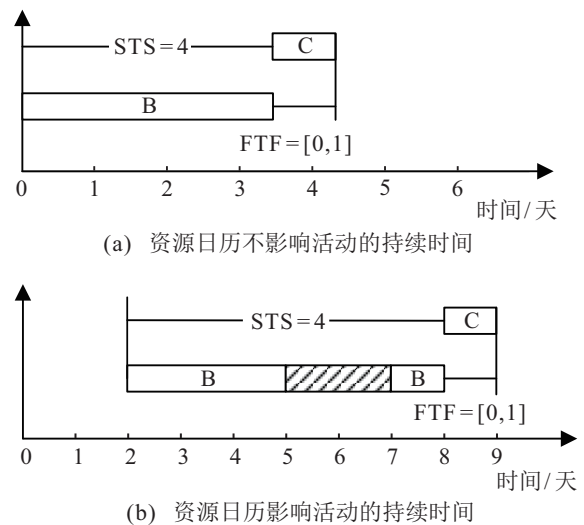 STS=4 C
B
FTF=[0,1]
0 1 2 3 4 5 6
时间/天
(a) 资源日历不影响活动的持续时间
STS=4 C
B B
FTF=[0,1]
0 1 2 3 4 5 6 7 8 9
时间/天
(b) 资源日历影响活动的持续时间